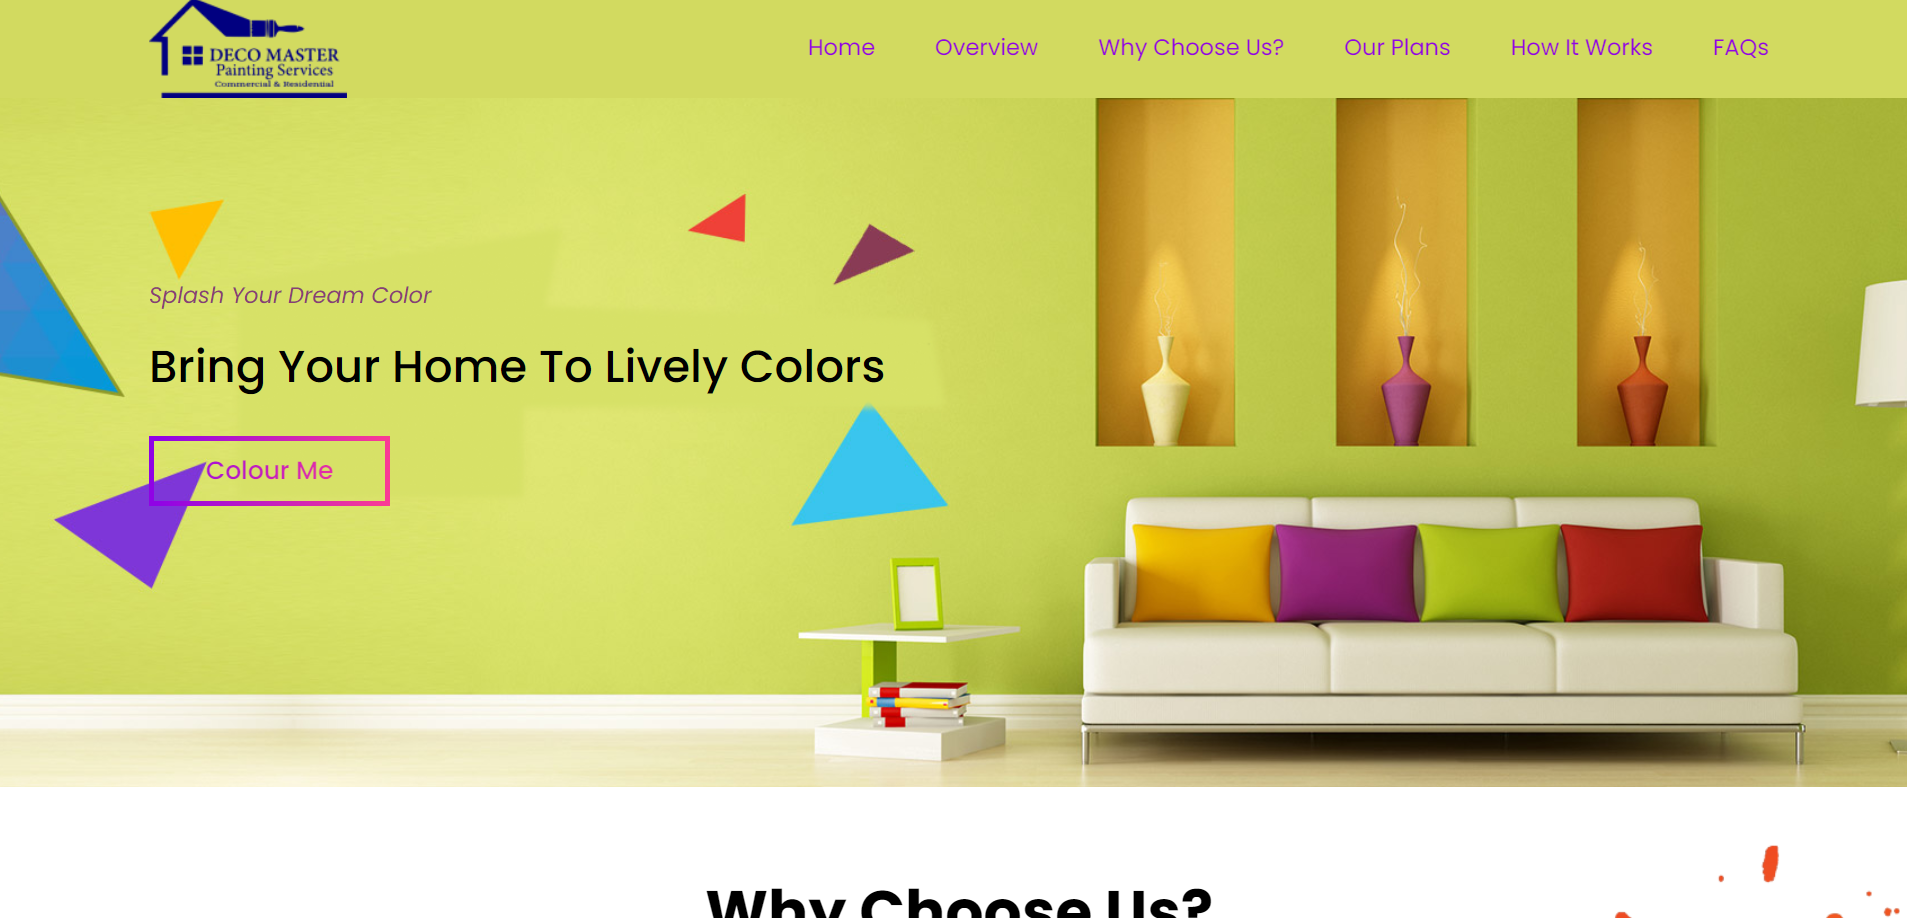 DECO MASTER
Painting Services
Commercial & Residential
Home
Overview
Why Choose Us?
Our Plans
How It Works
FAQs
Splash Your Dream Color
Bring Your Home To Lively Colors
Colour Me
Why Choose Us?